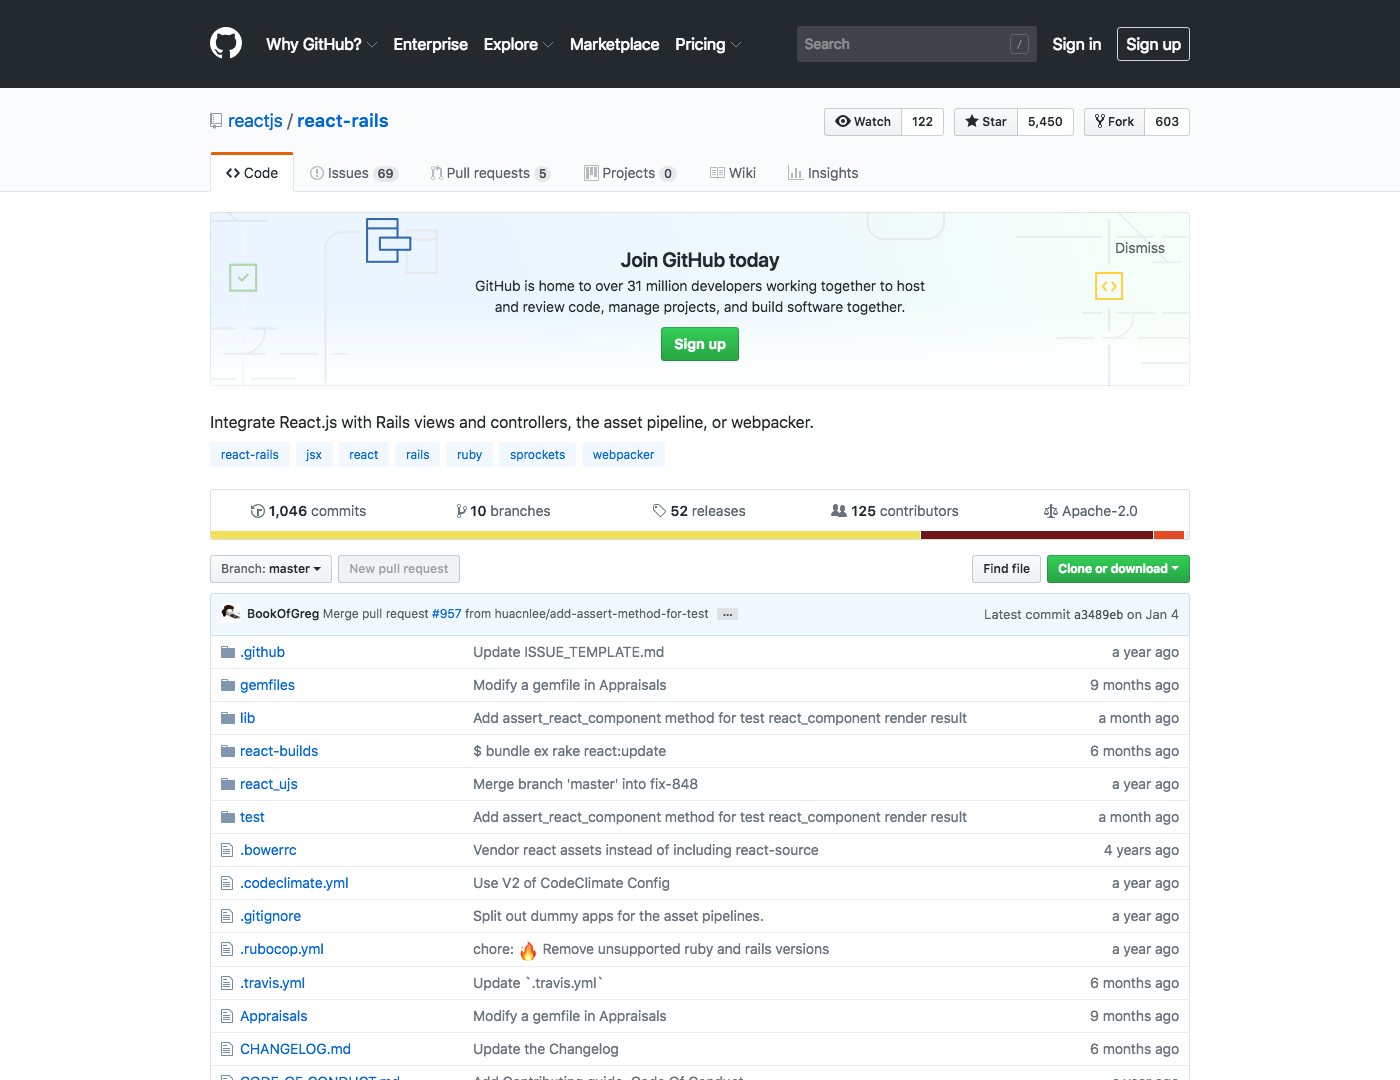 Why GitHub? Enterprise Explore Marketplace Pricing Search / Sign in Sign up
reactjs / react-rails Watch 122 Star 5,450 Fork 603
Code Issues 69 Pull requests 5 Projects 0 Wiki Insights
Dismiss
Join GitHub today
GitHub is home to over 31 million developers working together to host
and review code, manage projects, and build software together.
Sign up
Integrate React.js with Rails views and controllers, the asset pipeline, or webpacker.
react-rails jsx react rails ruby sprockets webpacker
1,046 commits 10 branches 52 releases 125 contributors Apache-2.0
Branch: master New pull request Find file Clone or download
BookOfGreg Merge pull request #957 from huacnlee/add-assert-method-for-test … Latest commit a3489eb on Jan 4
.github Update ISSUE_TEMPLATE.md a year ago
gemfiles Modify a gemfile in Appraisals 9 months ago
lib Add assert_react_component method for test react_component render result a month ago
react-builds $ bundle ex rake react:update 6 months ago
react_ujs Merge branch 'master' into fix-848 a year ago
test Add assert_react_component method for test react_component render result a month ago
.bowerrc Vendor react assets instead of including react-source 4 years ago
.codeclimate.yml Use V2 of CodeClimate Config a year ago
.gitignore Split out dummy apps for the asset pipelines. a year ago
.rubocop.yml chore: 🔥 Remove unsupported ruby and rails versions a year ago
.travis.yml Update `.travis.yml` 6 months ago
Appraisals Modify a gemfile in Appraisals 9 months ago
CHANGELOG.md Update the Changelog 6 months ago
CODE-OF-CONDUCT.md Add Contributing guide, Code Of Conduct a year ago